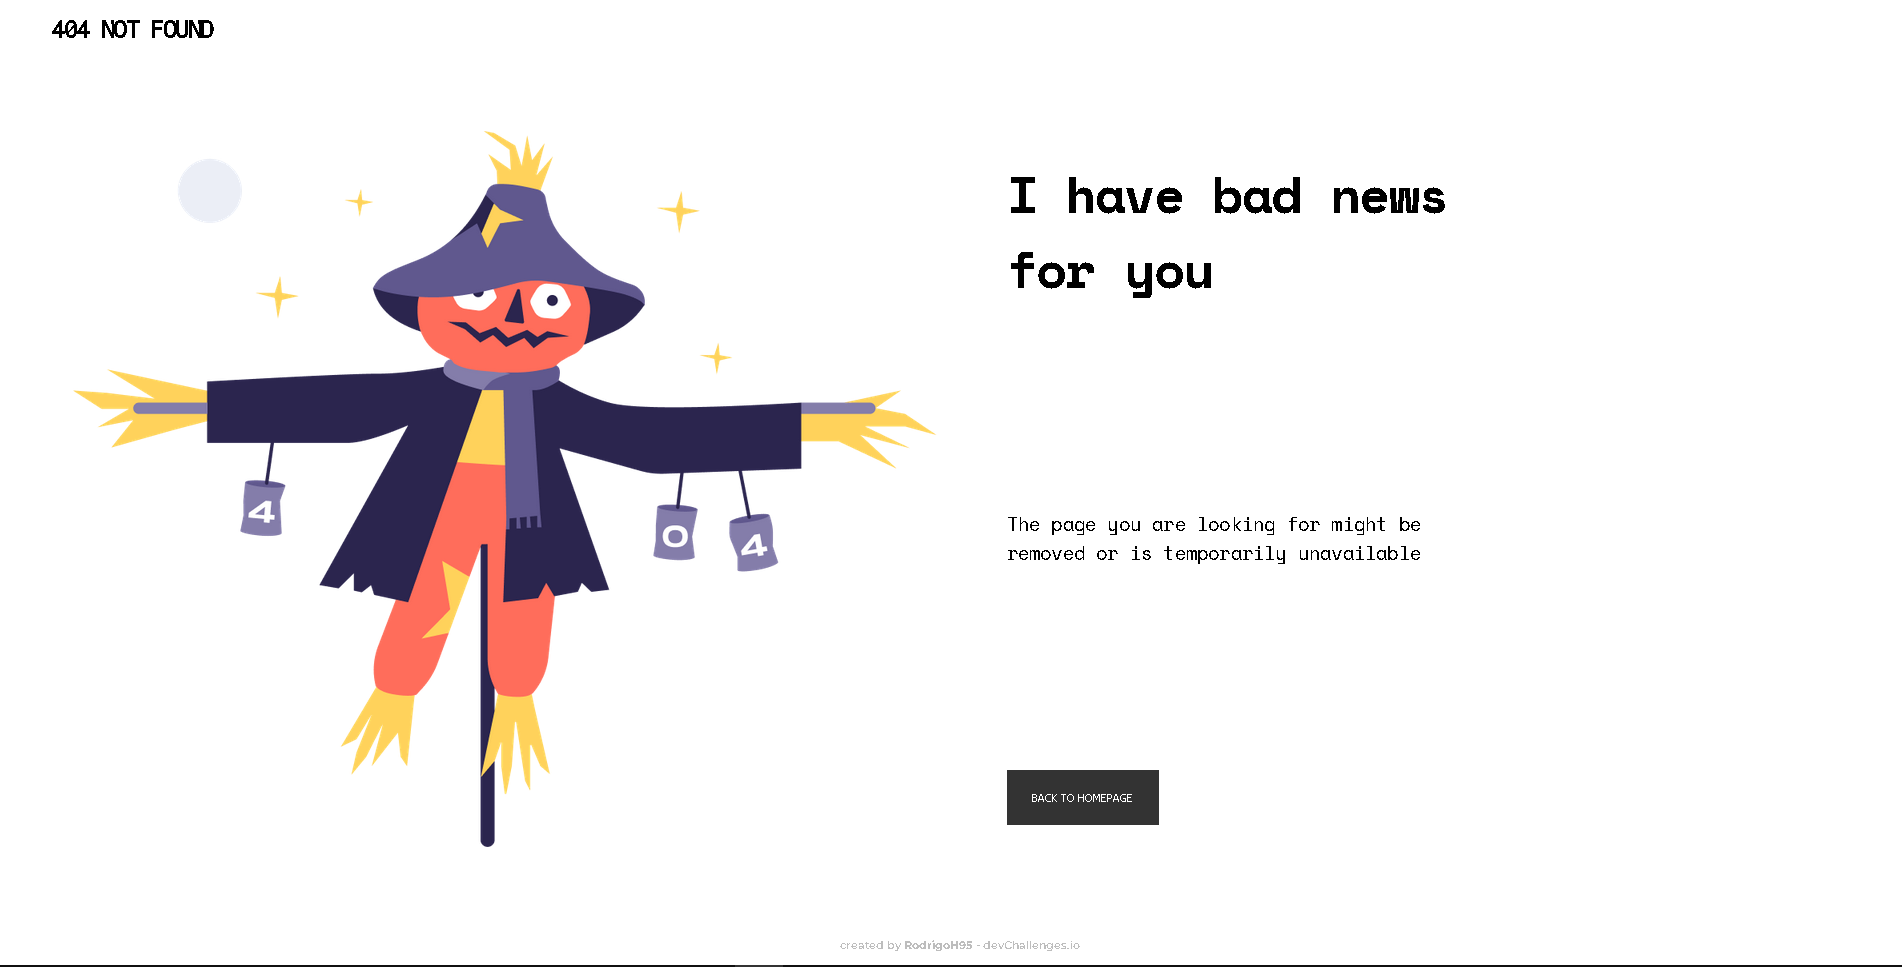 404 NOT FOUND
I have bad news
for you
4
0
4
The page you are looking for might be
removed or is temporarily unavailable
BACK TO HOMEPAGE
created by RodrigoH95 - devChallenges.io